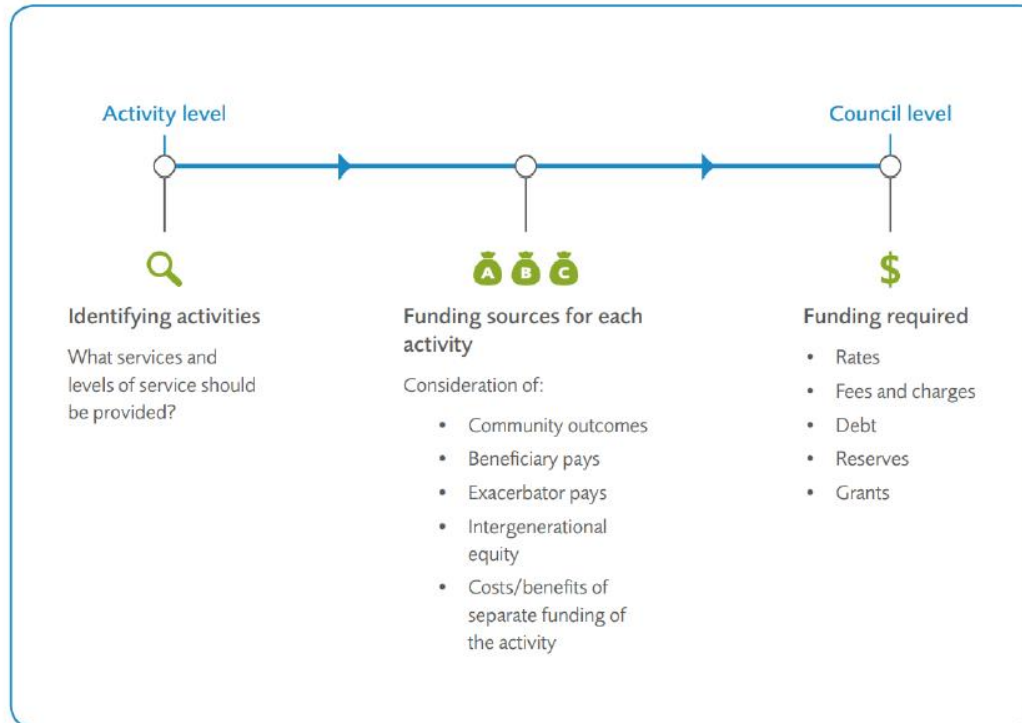 Activity level
Council level
A B C
$
Identifying activities
What services and
levels of service should
be provided?
Funding sources for each
activity
Consideration of:
• Community outcomes
• Beneficiary pays
• Exacerbator pays
• Intergenerational
equity
• Costs/benefits of
separate funding of
the activity
Funding required
• Rates
• Fees and charges
• Debt
• Reserves
• Grants